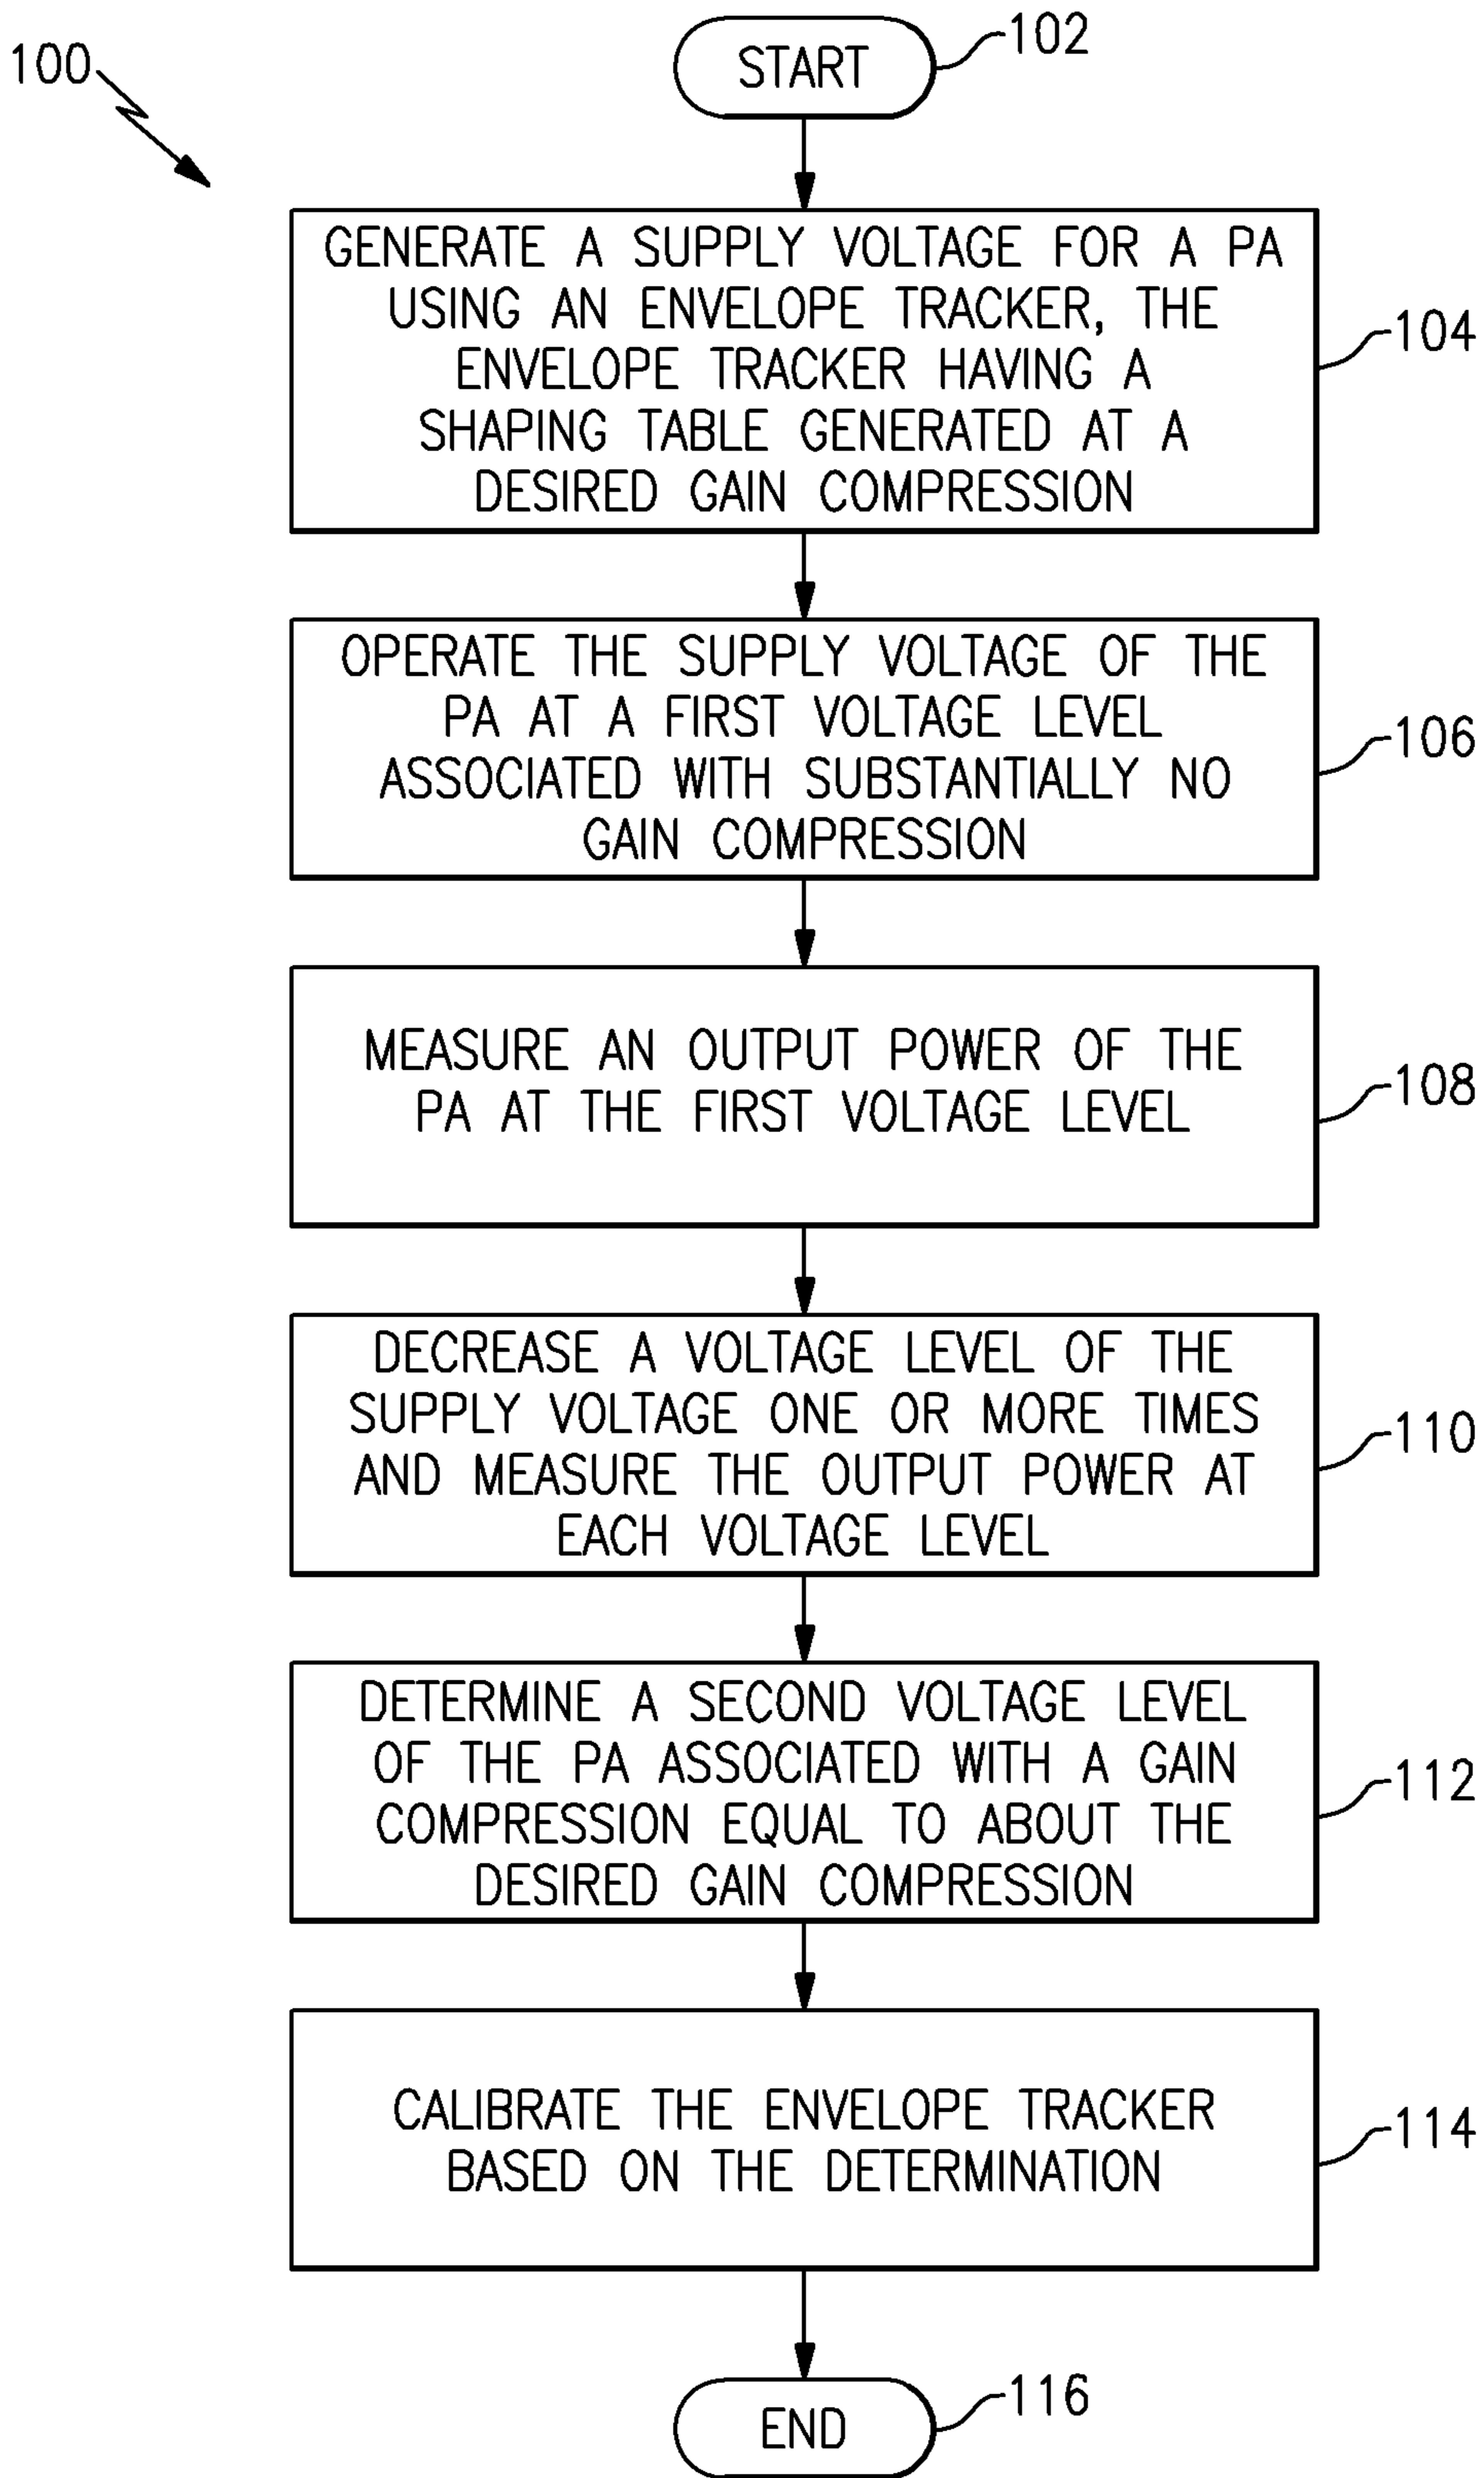 100
START
102
GENERATE A SUPPLY VOLTAGE FOR A PA
USING AN ENVELOPE TRACKER, THE
ENVELOPE TRACKER HAVING A
SHAPING TABLE GENERATED AT A
DESIRED GAIN COMPRESSION
104
OPERATE THE SUPPLY VOLTAGE OF THE
PA AT A FIRST VOLTAGE LEVEL
ASSOCIATED WITH SUBSTANTIALLY NO
GAIN COMPRESSION
106
MEASURE AN OUTPUT POWER OF THE
PA AT THE FIRST VOLTAGE LEVEL
108
DECREASE A VOLTAGE LEVEL OF THE
SUPPLY VOLTAGE ONE OR MORE TIMES
AND MEASURE THE OUTPUT POWER AT
EACH VOLTAGE LEVEL
110
DETERMINE A SECOND VOLTAGE LEVEL
OF THE PA ASSOCIATED WITH A GAIN
COMPRESSION EQUAL TO ABOUT THE
DESIRED GAIN COMPRESSION
112
CALIBRATE THE ENVELOPE TRACKER
BASED ON THE DETERMINATION
114
END
116